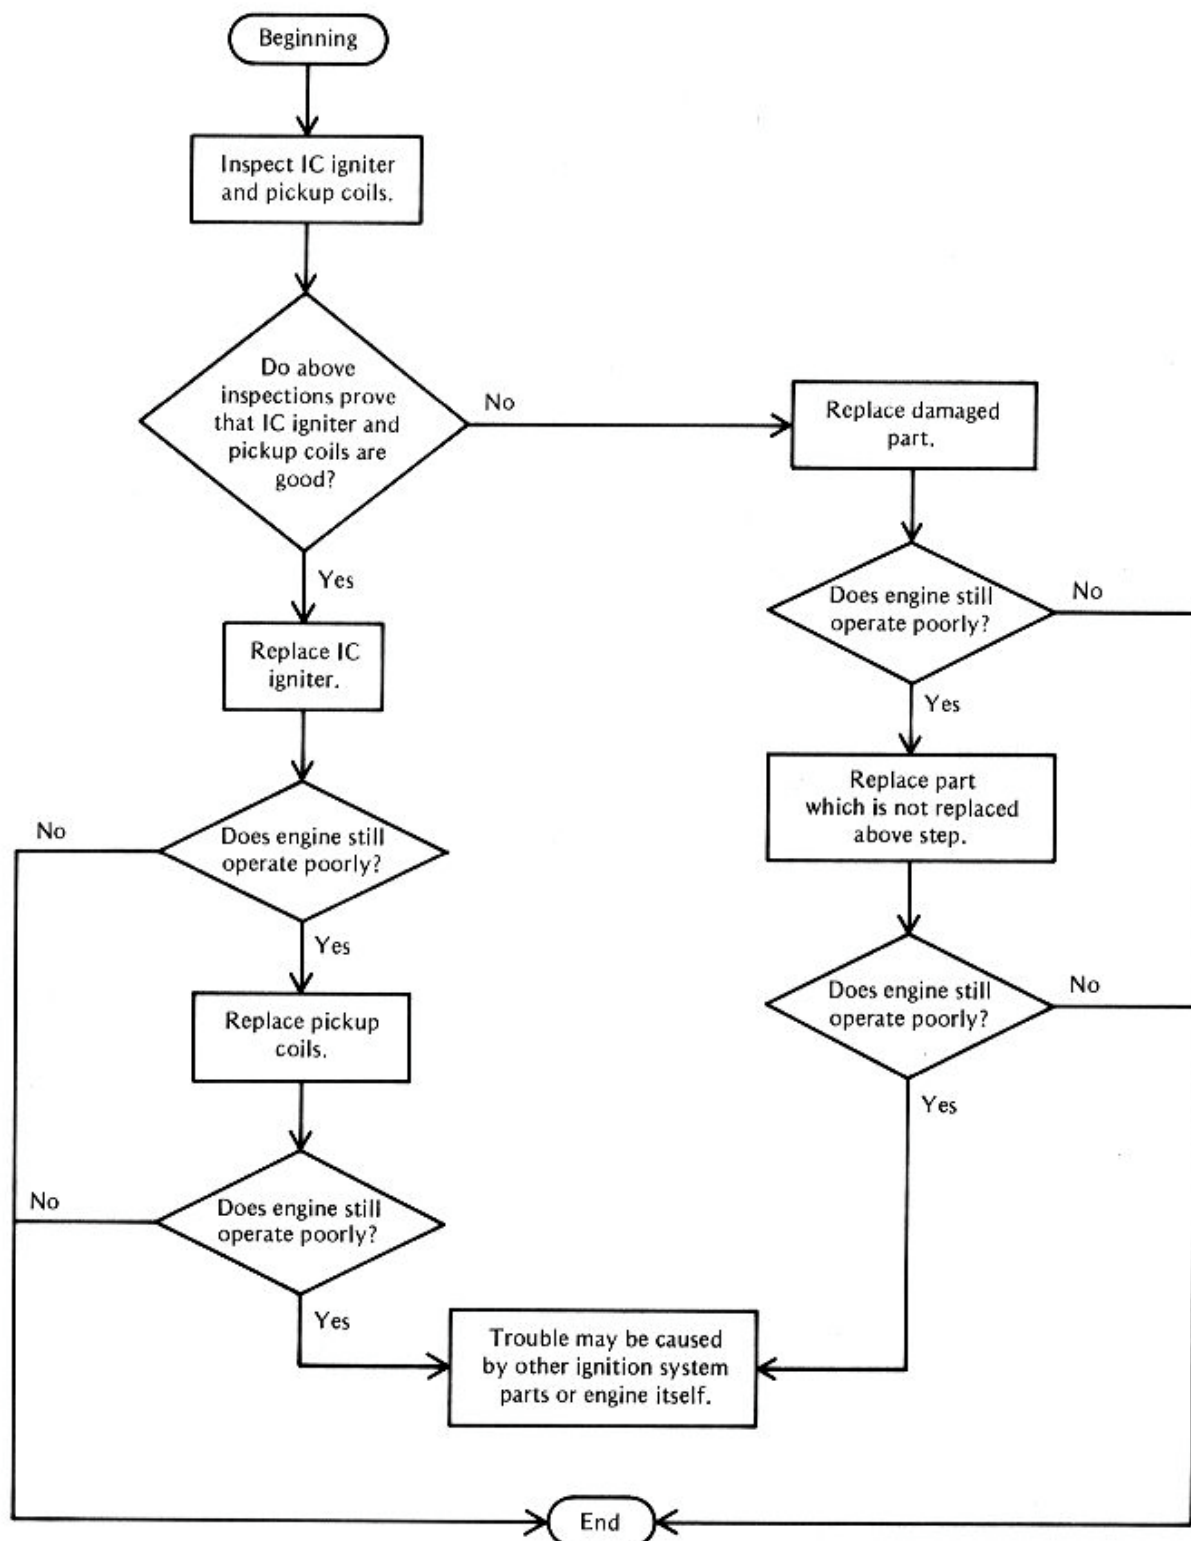 Beginning
Inspect IC igniter
and pickup coils.
Do above
inspections prove
that IC igniter and
pickup coils are
good?
No
Replace damaged
part.
Yes
Does engine still
operate poorly?
No
Replace IC
igniter.
Yes
Replace part
which is not replaced
above step.
No
Does engine still
operate poorly?
Yes
Does engine still
operate poorly?
No
Replace pickup
coils.
Yes
No
Does engine still
operate poorly?
Yes
Trouble may be caused
by other ignition system
parts or engine itself.
End